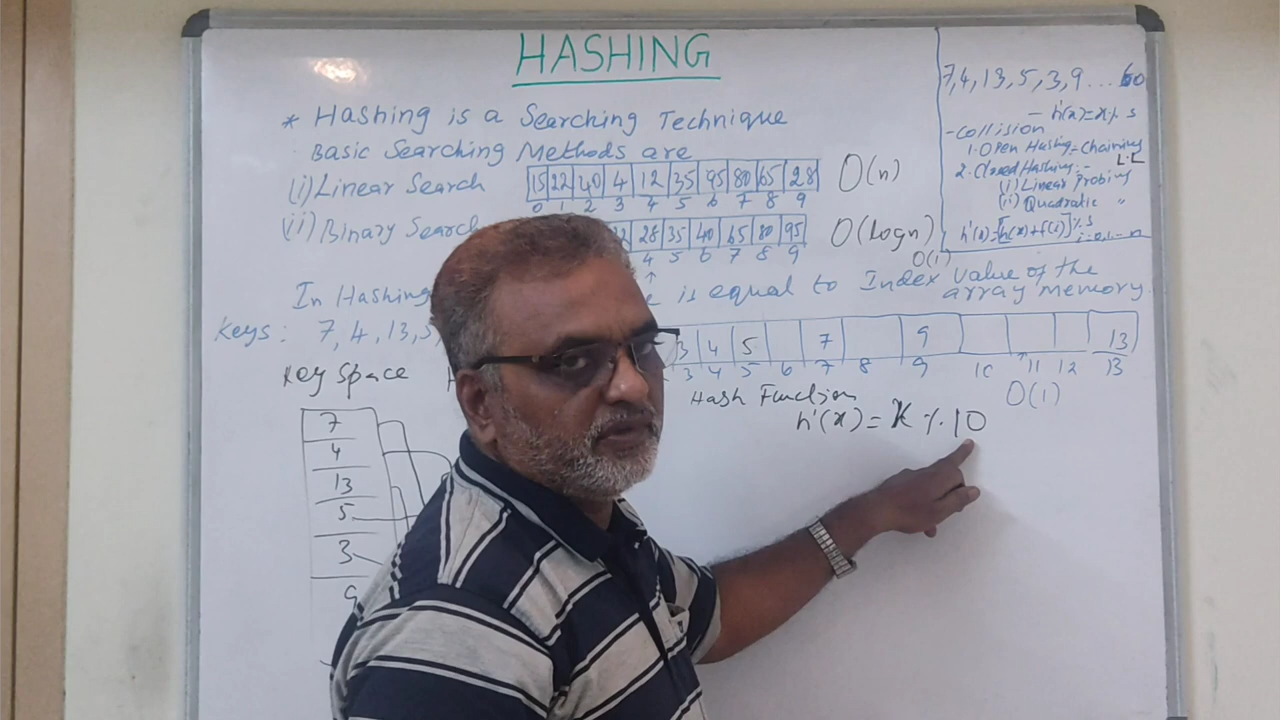 HASHING
* Hashing is a Searching Technique
Basic Searching Methods are
(i) Linear Search 15 22 40 4 12 35 95 80 65 28 O(n)
0 1 2 3 4 5 6 7 8 9
(ii) Binary Search 28 35 40 65 80 95 O(logn)
4 5 6 7 8 9
O(1)
In Hashing is equal to Index value of the
array memory.
Keys: 7, 4, 13, 5,
3 4 5 7 9 13
3 4 5 6 7 8 9 10 11 12 13
O(1)
Key Space
Hash Function
h'(x) = K % 10
7
4
13
5
3
9
7, 4, 13, 5, 3, 9 ... 60
- h'(x) = x % s
- Collision
1. Open Hashing - Chaining
L.L
2. Closed Hashing: -
(i) Linear Probing
(ii) Quadratic "
h'(x) = [h(x) + f(i)] % s